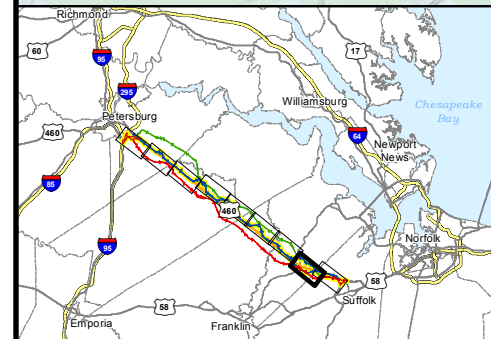 Richmond
60
95
17
295
Williamsburg
Chesapeake
Bay
Petersburg
460
64
Newport
News
85
460
95
Norfolk
58
58
Suffolk
Emporia
Franklin